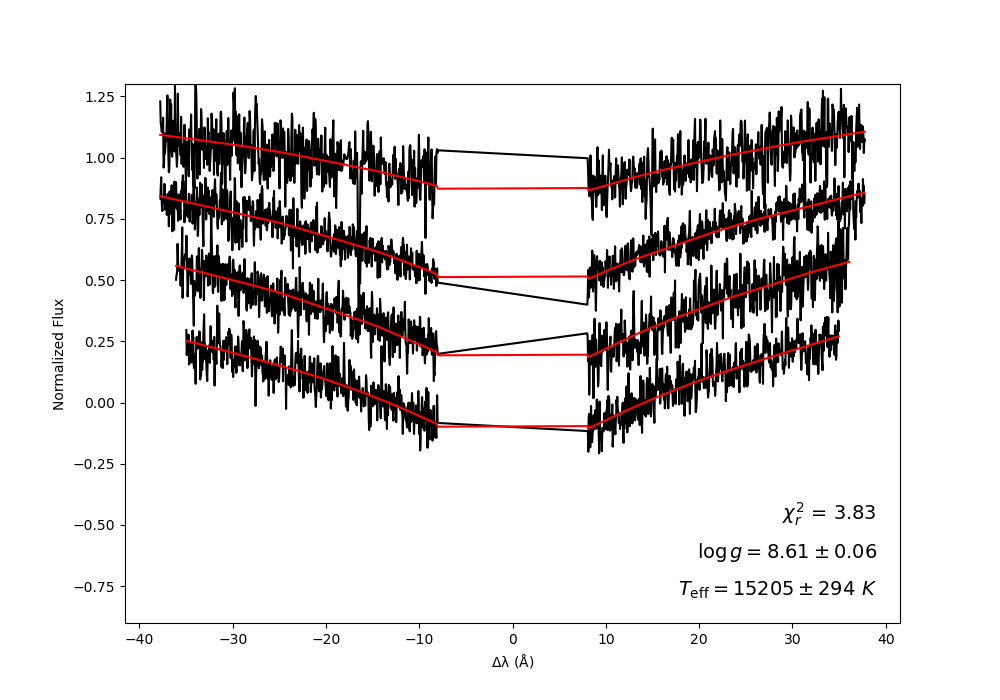 1.25
1.00
0.75
0.50
0.25
0.00
−0.25
−0.50
−0.75
Normalized Flux
χ²ᵣ = 3.83
log g = 8.61 ± 0.06
T_eff = 15205 ± 294 K
−40 −30 −20 −10 0 10 20 30 40
Δλ (Å)